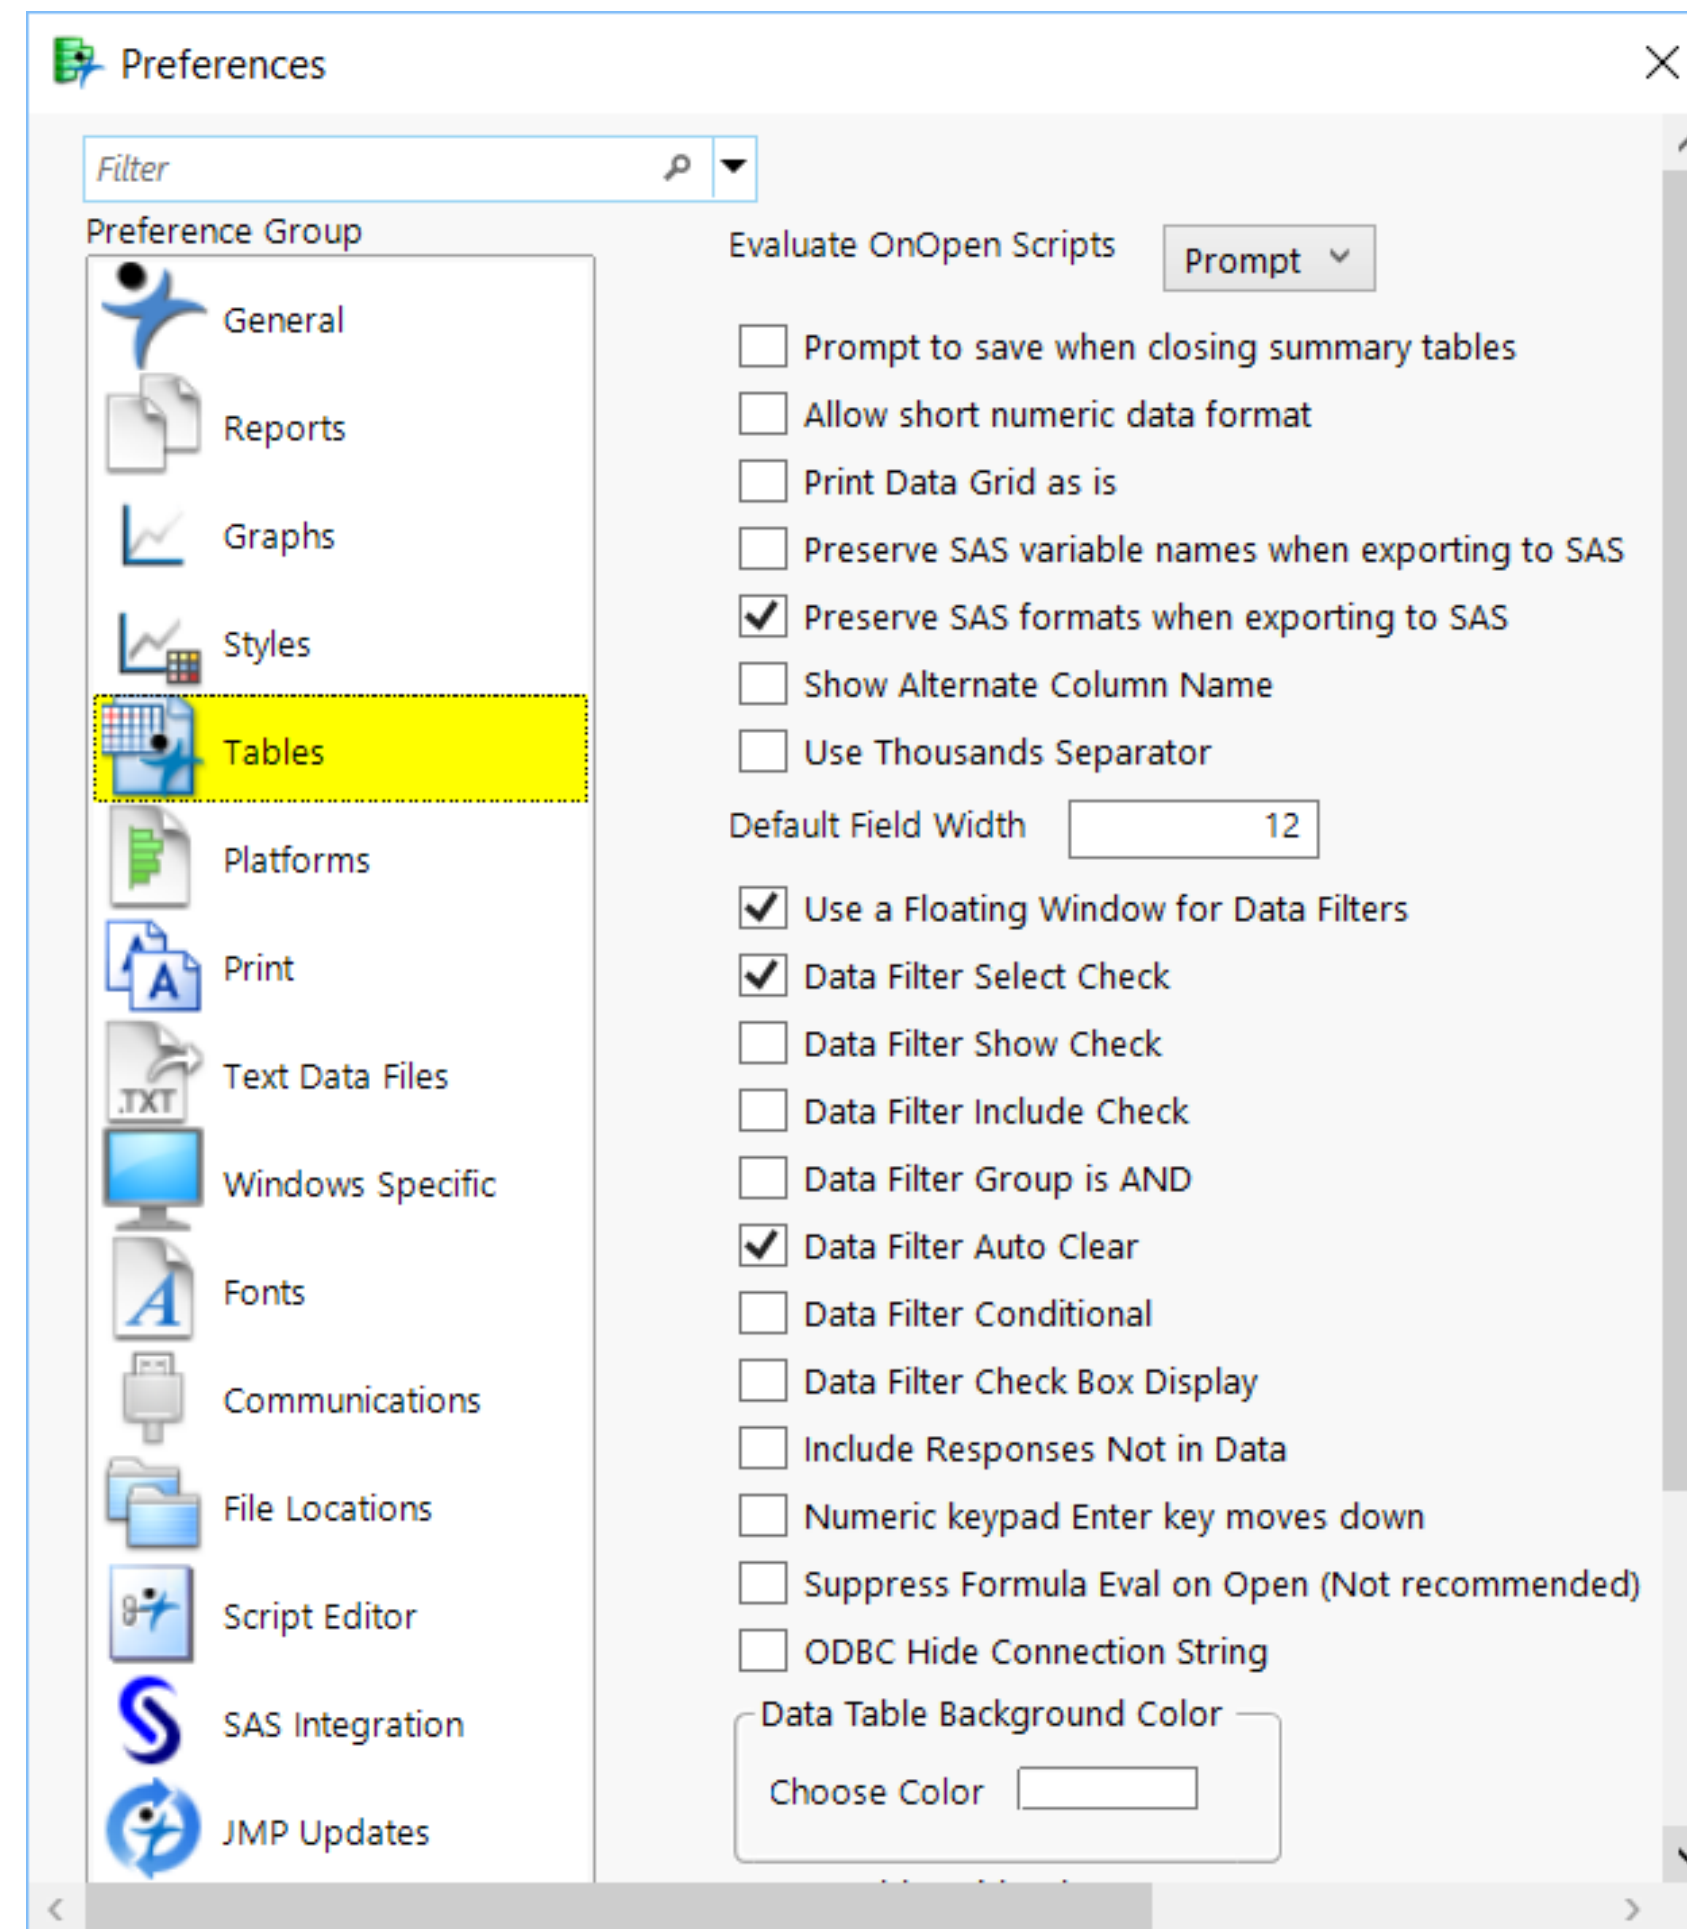 Preferences
Filter
Preference Group
General
Reports
Graphs
Styles
Tables
Platforms
Print
.TXT
Text Data Files
Windows Specific
Fonts
Communications
File Locations
Script Editor
SAS Integration
JMP Updates
Evaluate OnOpen Scripts Prompt
Prompt to save when closing summary tables
Allow short numeric data format
Print Data Grid as is
Preserve SAS variable names when exporting to SAS
Preserve SAS formats when exporting to SAS
Show Alternate Column Name
Use Thousands Separator
Default Field Width 12
Use a Floating Window for Data Filters
Data Filter Select Check
Data Filter Show Check
Data Filter Include Check
Data Filter Group is AND
Data Filter Auto Clear
Data Filter Conditional
Data Filter Check Box Display
Include Responses Not in Data
Numeric keypad Enter key moves down
Suppress Formula Eval on Open (Not recommended)
ODBC Hide Connection String
Data Table Background Color
Choose Color